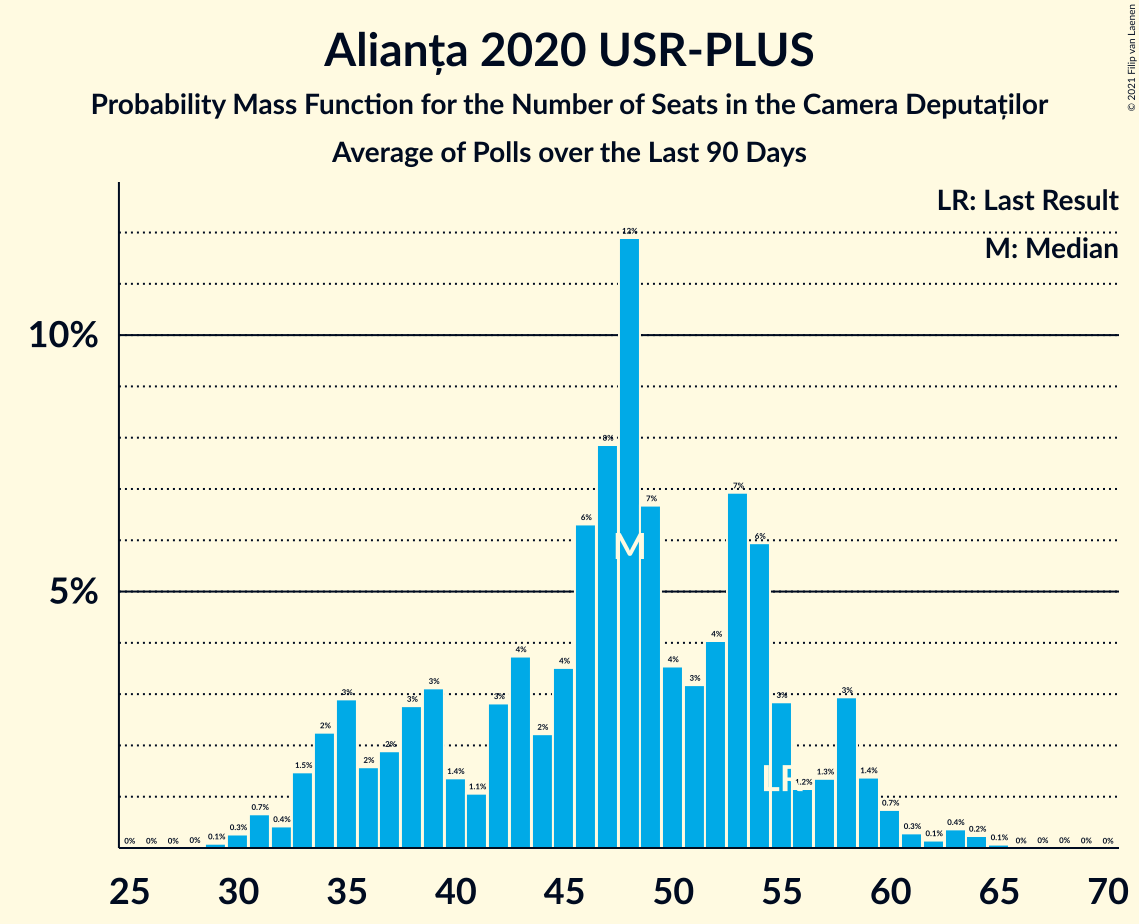 Alianța 2020 USR-PLUS
Probability Mass Function for the Number of Seats in the Camera Deputaților
Average of Polls over the Last 90 Days
© 2021 Filip van Laenen
LR: Last Result
M: Median
10%
5%
0% 0% 0% 0% 0.1% 0.3% 0.7% 0.4% 1.5% 2% 3% 2% 2% 3% 3% 1.4% 1.1% 3% 4% 2% 4% 6% 8% 12% 7% 4% 3% 4% 7% 6% 3% 1.2% 1.3% 3% 1.4% 0.7% 0.3% 0.1% 0.4% 0.2% 0.1% 0% 0% 0% 0% 0%
M
LR
25 30 35 40 45 50 55 60 65 70